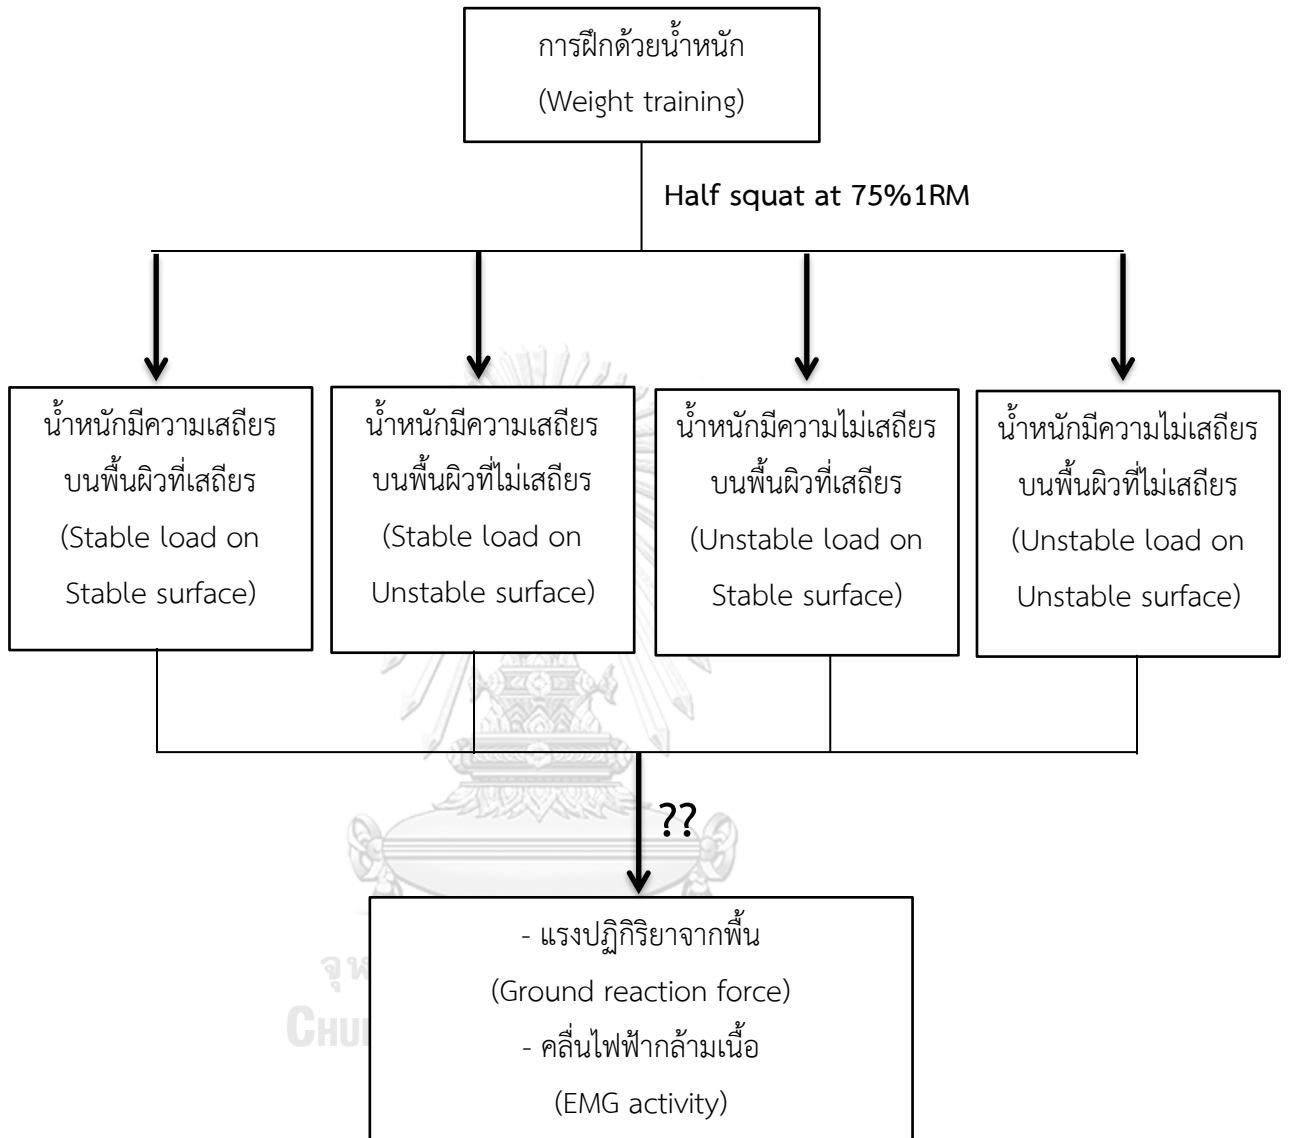 การฝึกด้วยน้ำหนัก
(Weight training)
Half squat at 75%1RM
น้ำหนักมีความเสถียร
บนพื้นผิวที่เสถียร
(Stable load on
Stable surface)
น้ำหนักมีความเสถียร
บนพื้นผิวที่ไม่เสถียร
(Stable load on
Unstable surface)
น้ำหนักมีความไม่เสถียร
บนพื้นผิวที่เสถียร
(Unstable load on
Stable surface)
น้ำหนักมีความไม่เสถียร
บนพื้นผิวที่ไม่เสถียร
(Unstable load on
Unstable surface)
??
- แรงปฏิกิริยาจากพื้น
(Ground reaction force)
- คลื่นไฟฟ้ากล้ามเนื้อ
(EMG activity)